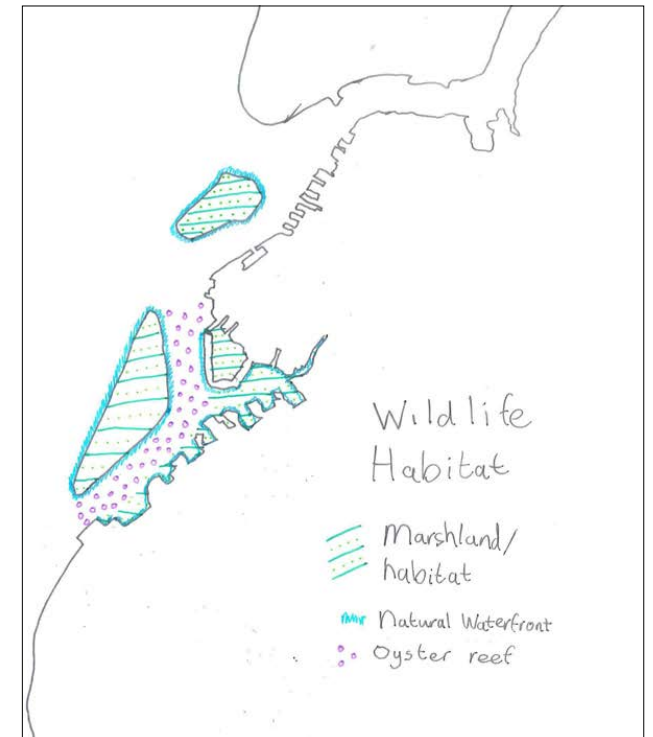 Wildlife
Habitat
Marshland/
habitat
Natural Waterfront
Oyster reef